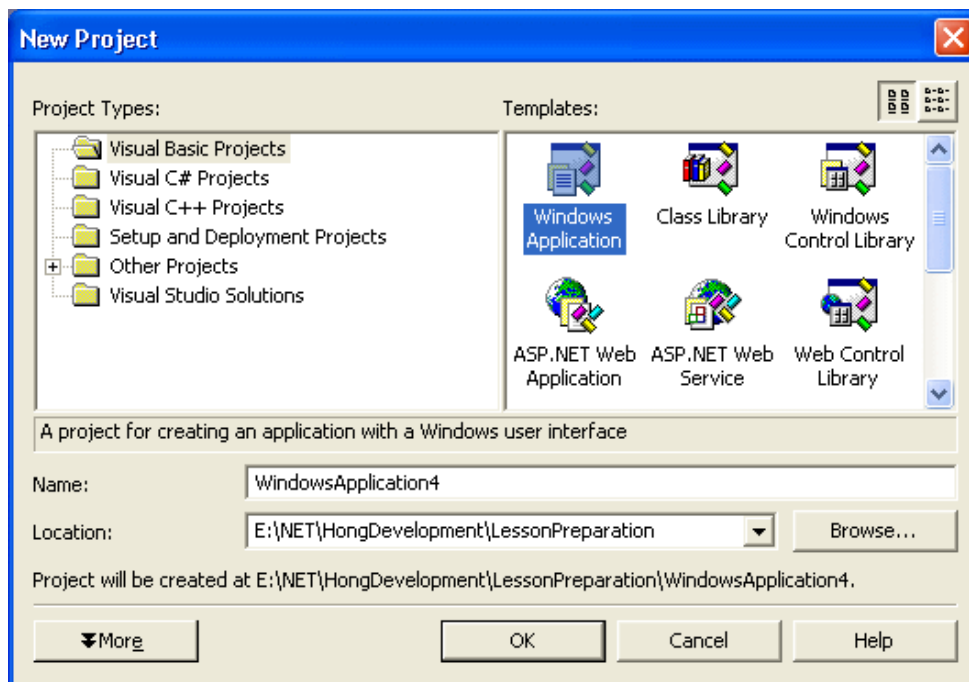 New Project
Project Types:
Templates:
Visual Basic Projects
Visual C# Projects
Visual C++ Projects
Setup and Deployment Projects
Other Projects
Visual Studio Solutions
Windows
Application
Class Library
Windows
Control Library
ASP.NET Web
Application
ASP.NET Web
Service
Web Control
Library
A project for creating an application with a Windows user interface
Name:
WindowsApplication4
Location:
E:\NET\HongDevelopment\LessonPreparation
Browse...
Project will be created at E:\NET\HongDevelopment\LessonPreparation\WindowsApplication4.
More
OK
Cancel
Help